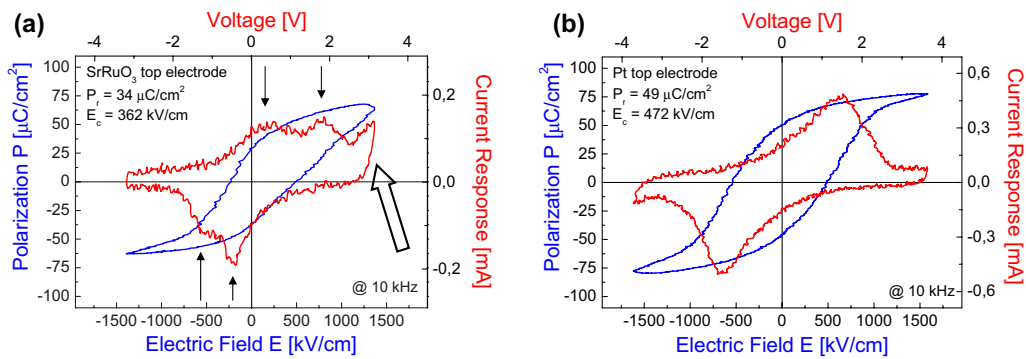 (a)
Voltage [V]
-4 -2 0 2 4
SrRuO3 top electrode
Pr = 34 µC/cm2
Ec = 362 kV/cm
100
75
50
25
0
-25
-50
-75
-100
Polarization P [µC/cm2]
0,2
0,0
-0,2
Current Response [mA]
@ 10 kHz
-1500 -1000 -500 0 500 1000 1500
Electric Field E [kV/cm]
(b)
Voltage [V]
-4 -2 0 2 4
Pt top electrode
Pr = 49 µC/cm2
Ec = 472 kV/cm
100
75
50
25
0
-25
-50
-75
-100
Polarization P [µC/cm2]
0.6
0.3
0.0
-0.3
-0.6
Current Response [mA]
@ 10 kHz
-1500 -1000 -500 0 500 1000 1500
Electric Field E [kV/cm]